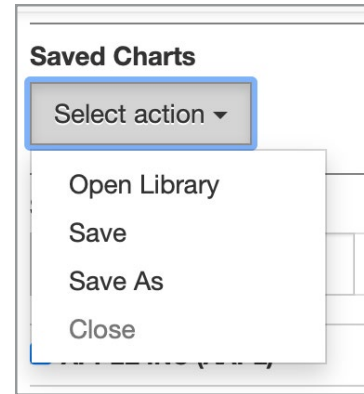 Saved Charts
Select action
Open Library
Save
Save As
Close